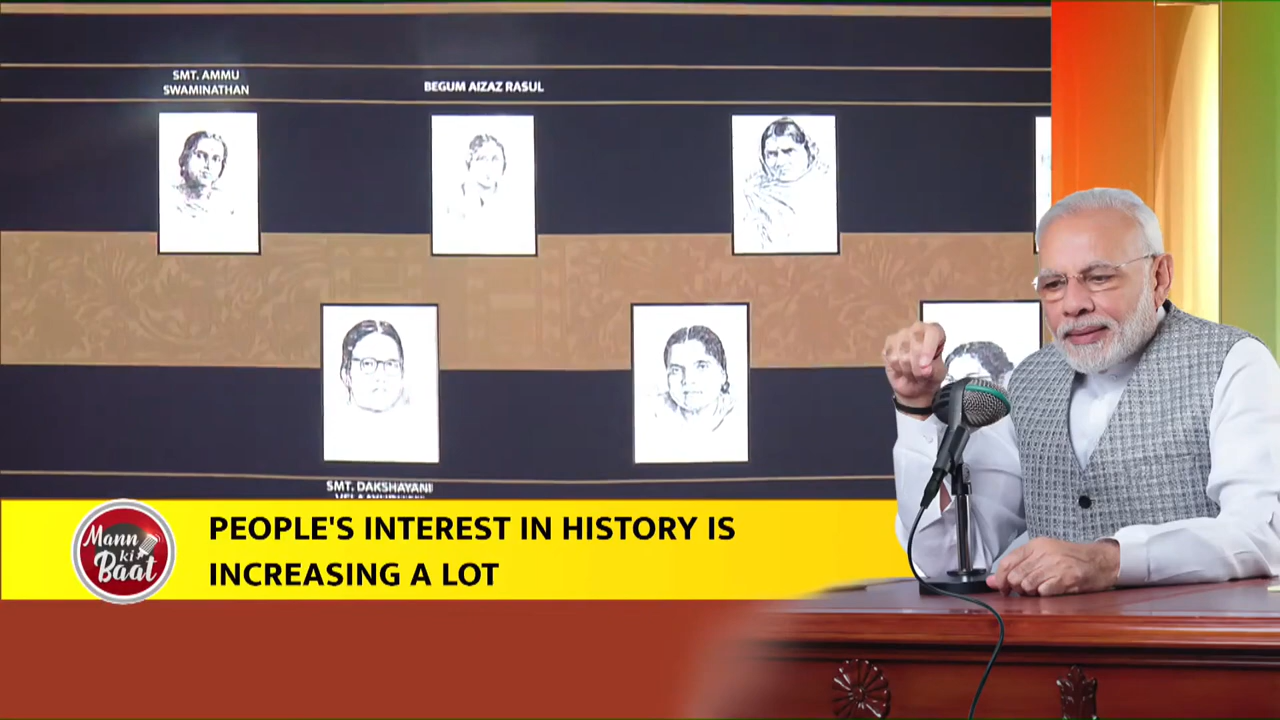 SMT. AMMU
SWAMINATHAN
BEGUM AIZAZ RASUL
SMT. DAKSHAYANI
Mann
ki
Baat
PEOPLE'S INTEREST IN HISTORY IS
INCREASING A LOT